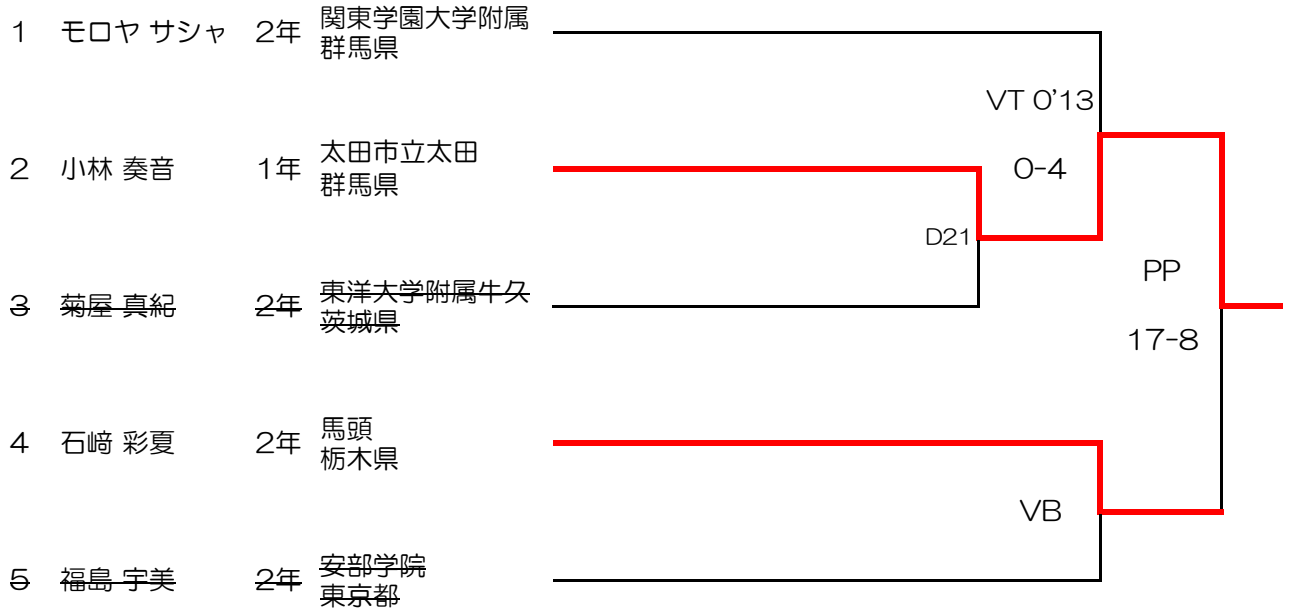 1 モロヤ サシャ 2年 関東学園大学附属
群馬県
VT 0'13
2 小林 奏音 1年 太田市立太田
群馬県
0-4
D21
PP
3 菊屋 真紀 2年 東洋大学附属牛久
茨城県
17-8
4 石﨑 彩夏 2年 馬頭
栃木県
VB
5 福島 宇美 2年 安部学院
東京都